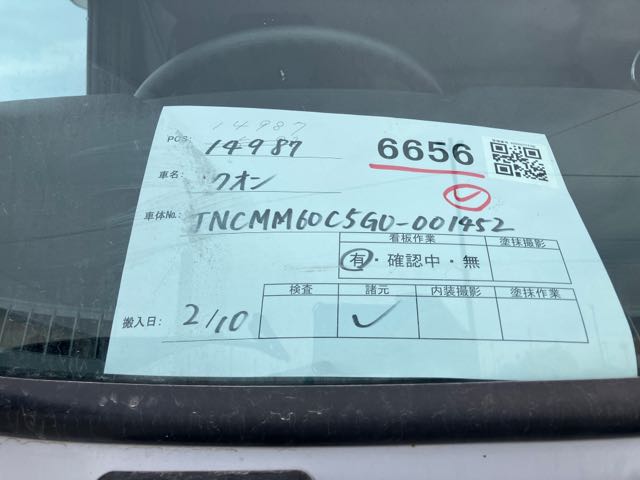 14987
PCS: 14987 6656
車名: クオン
車体No.: JNCMM60C5GU-001452
看板作業 塗抹撮影
有・確認中・無
検査 諸元 内装撮影 塗抹作業
搬入日: 2/10